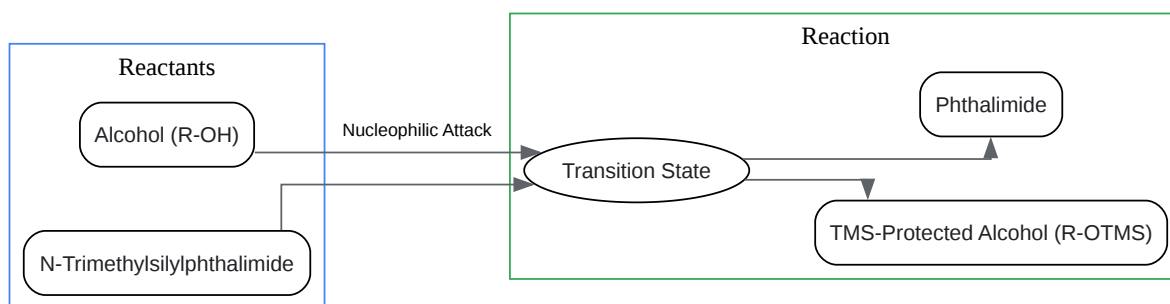 Reactants
Alcohol (R-OH)
N-Trimethylsilylphthalimide
Nucleophilic Attack
Reaction
Transition State
Phthalimide
TMS-Protected Alcohol (R-OTMS)